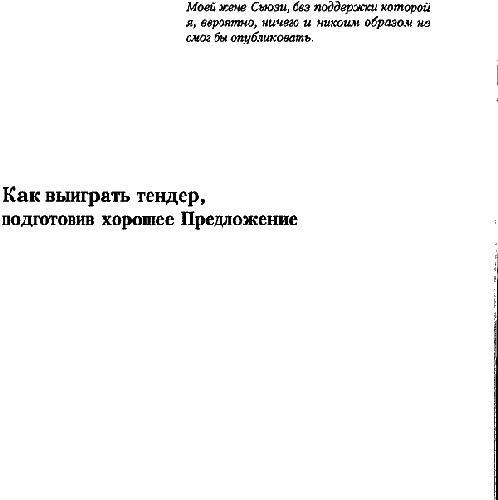 Моей жене Сьюзи, без поддержки которой
я, вероятно, ничего и никоим образом не
смог бы опубликовать.
Как выиграть тендер,
подготовив хорошее Предложение